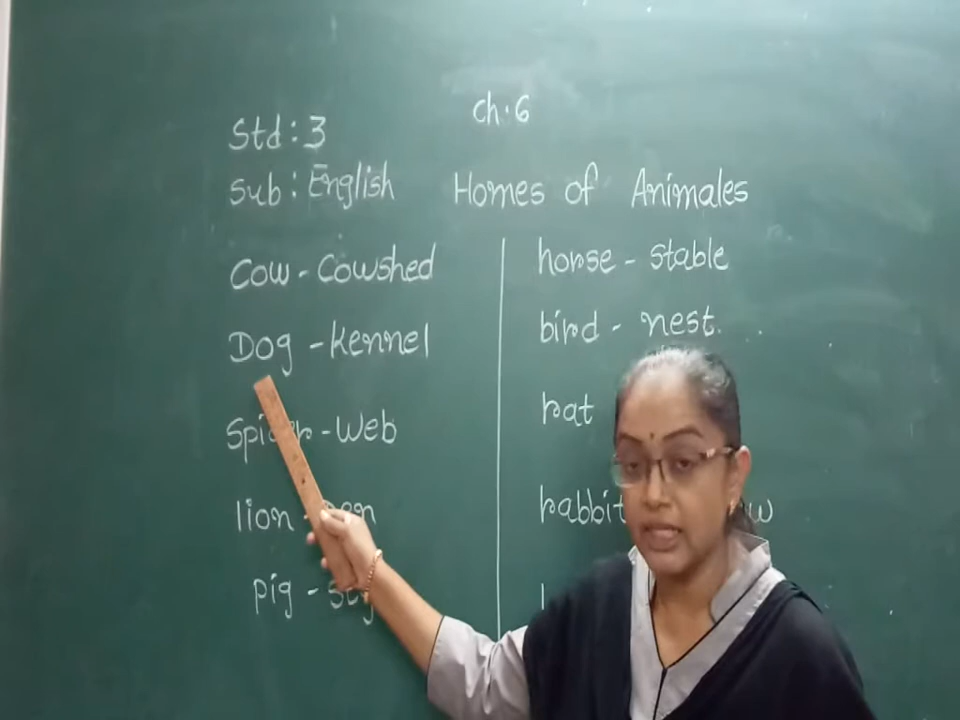 Ch.6
Std: 3
Sub: English Homes of Animales
Cow - Cowshed
Dog - kennel
Spider - web
lion
pig
horse - stable
bird - nest.
rat
rabbit